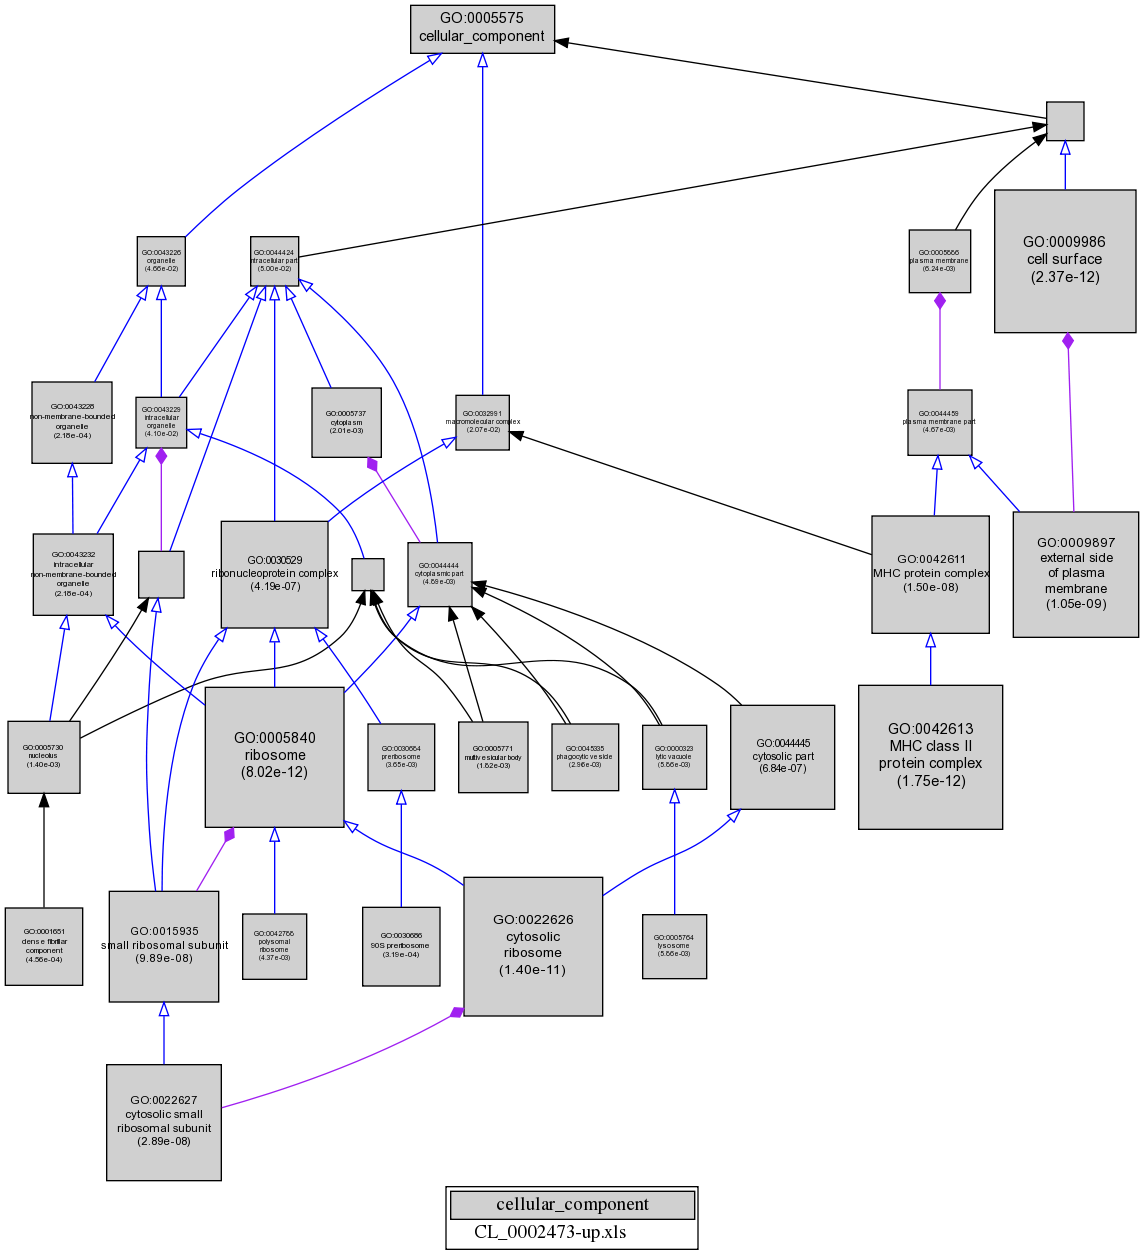 GO:0005575
cellular_component
GO:0043226
organelle
(4.66e-02)
GO:0044424
intracellular part
(5.00e-02)
GO:0005886
plasma membrane
(6.24e-03)
GO:0009986
cell surface
(2.37e-12)
GO:0043228
non-membrane-bounded
organelle
(2.18e-04)
GO:0043229
intracellular
organelle
(4.10e-02)
GO:0005737
cytoplasm
(2.01e-03)
GO:0032991
macromolecular complex
(2.07e-02)
GO:0044459
plasma membrane part
(4.67e-03)
GO:0043232
intracellular
non-membrane-bounded
organelle
(2.18e-04)
GO:0030529
ribonucleoprotein complex
(4.19e-07)
GO:0044444
cytoplasmic part
(4.69e-03)
GO:0042611
MHC protein complex
(1.50e-08)
GO:0009897
external side
of plasma
membrane
(1.05e-09)
GO:0005730
nucleolus
(1.40e-03)
GO:0005840
ribosome
(8.02e-12)
GO:0030684
preribosome
(3.65e-03)
GO:0005771
multivesicular body
(1.62e-03)
GO:0045335
phagocytic vesicle
(2.96e-03)
GO:0000323
lytic vacuole
(5.66e-03)
GO:0044445
cytosolic part
(6.84e-07)
GO:0042613
MHC class II
protein complex
(1.75e-12)
GO:0001651
dense fibrillar
component
(4.56e-04)
GO:0015935
small ribosomal subunit
(9.89e-08)
GO:0042788
polysomal
ribosome
(4.37e-03)
GO:0030686
90S preribosome
(3.19e-04)
GO:0022626
cytosolic
ribosome
(1.40e-11)
GO:0005764
lysosome
(5.66e-03)
GO:0022627
cytosolic small
ribosomal subunit
(2.89e-08)
cellular_component
CL_0002473-up.xls